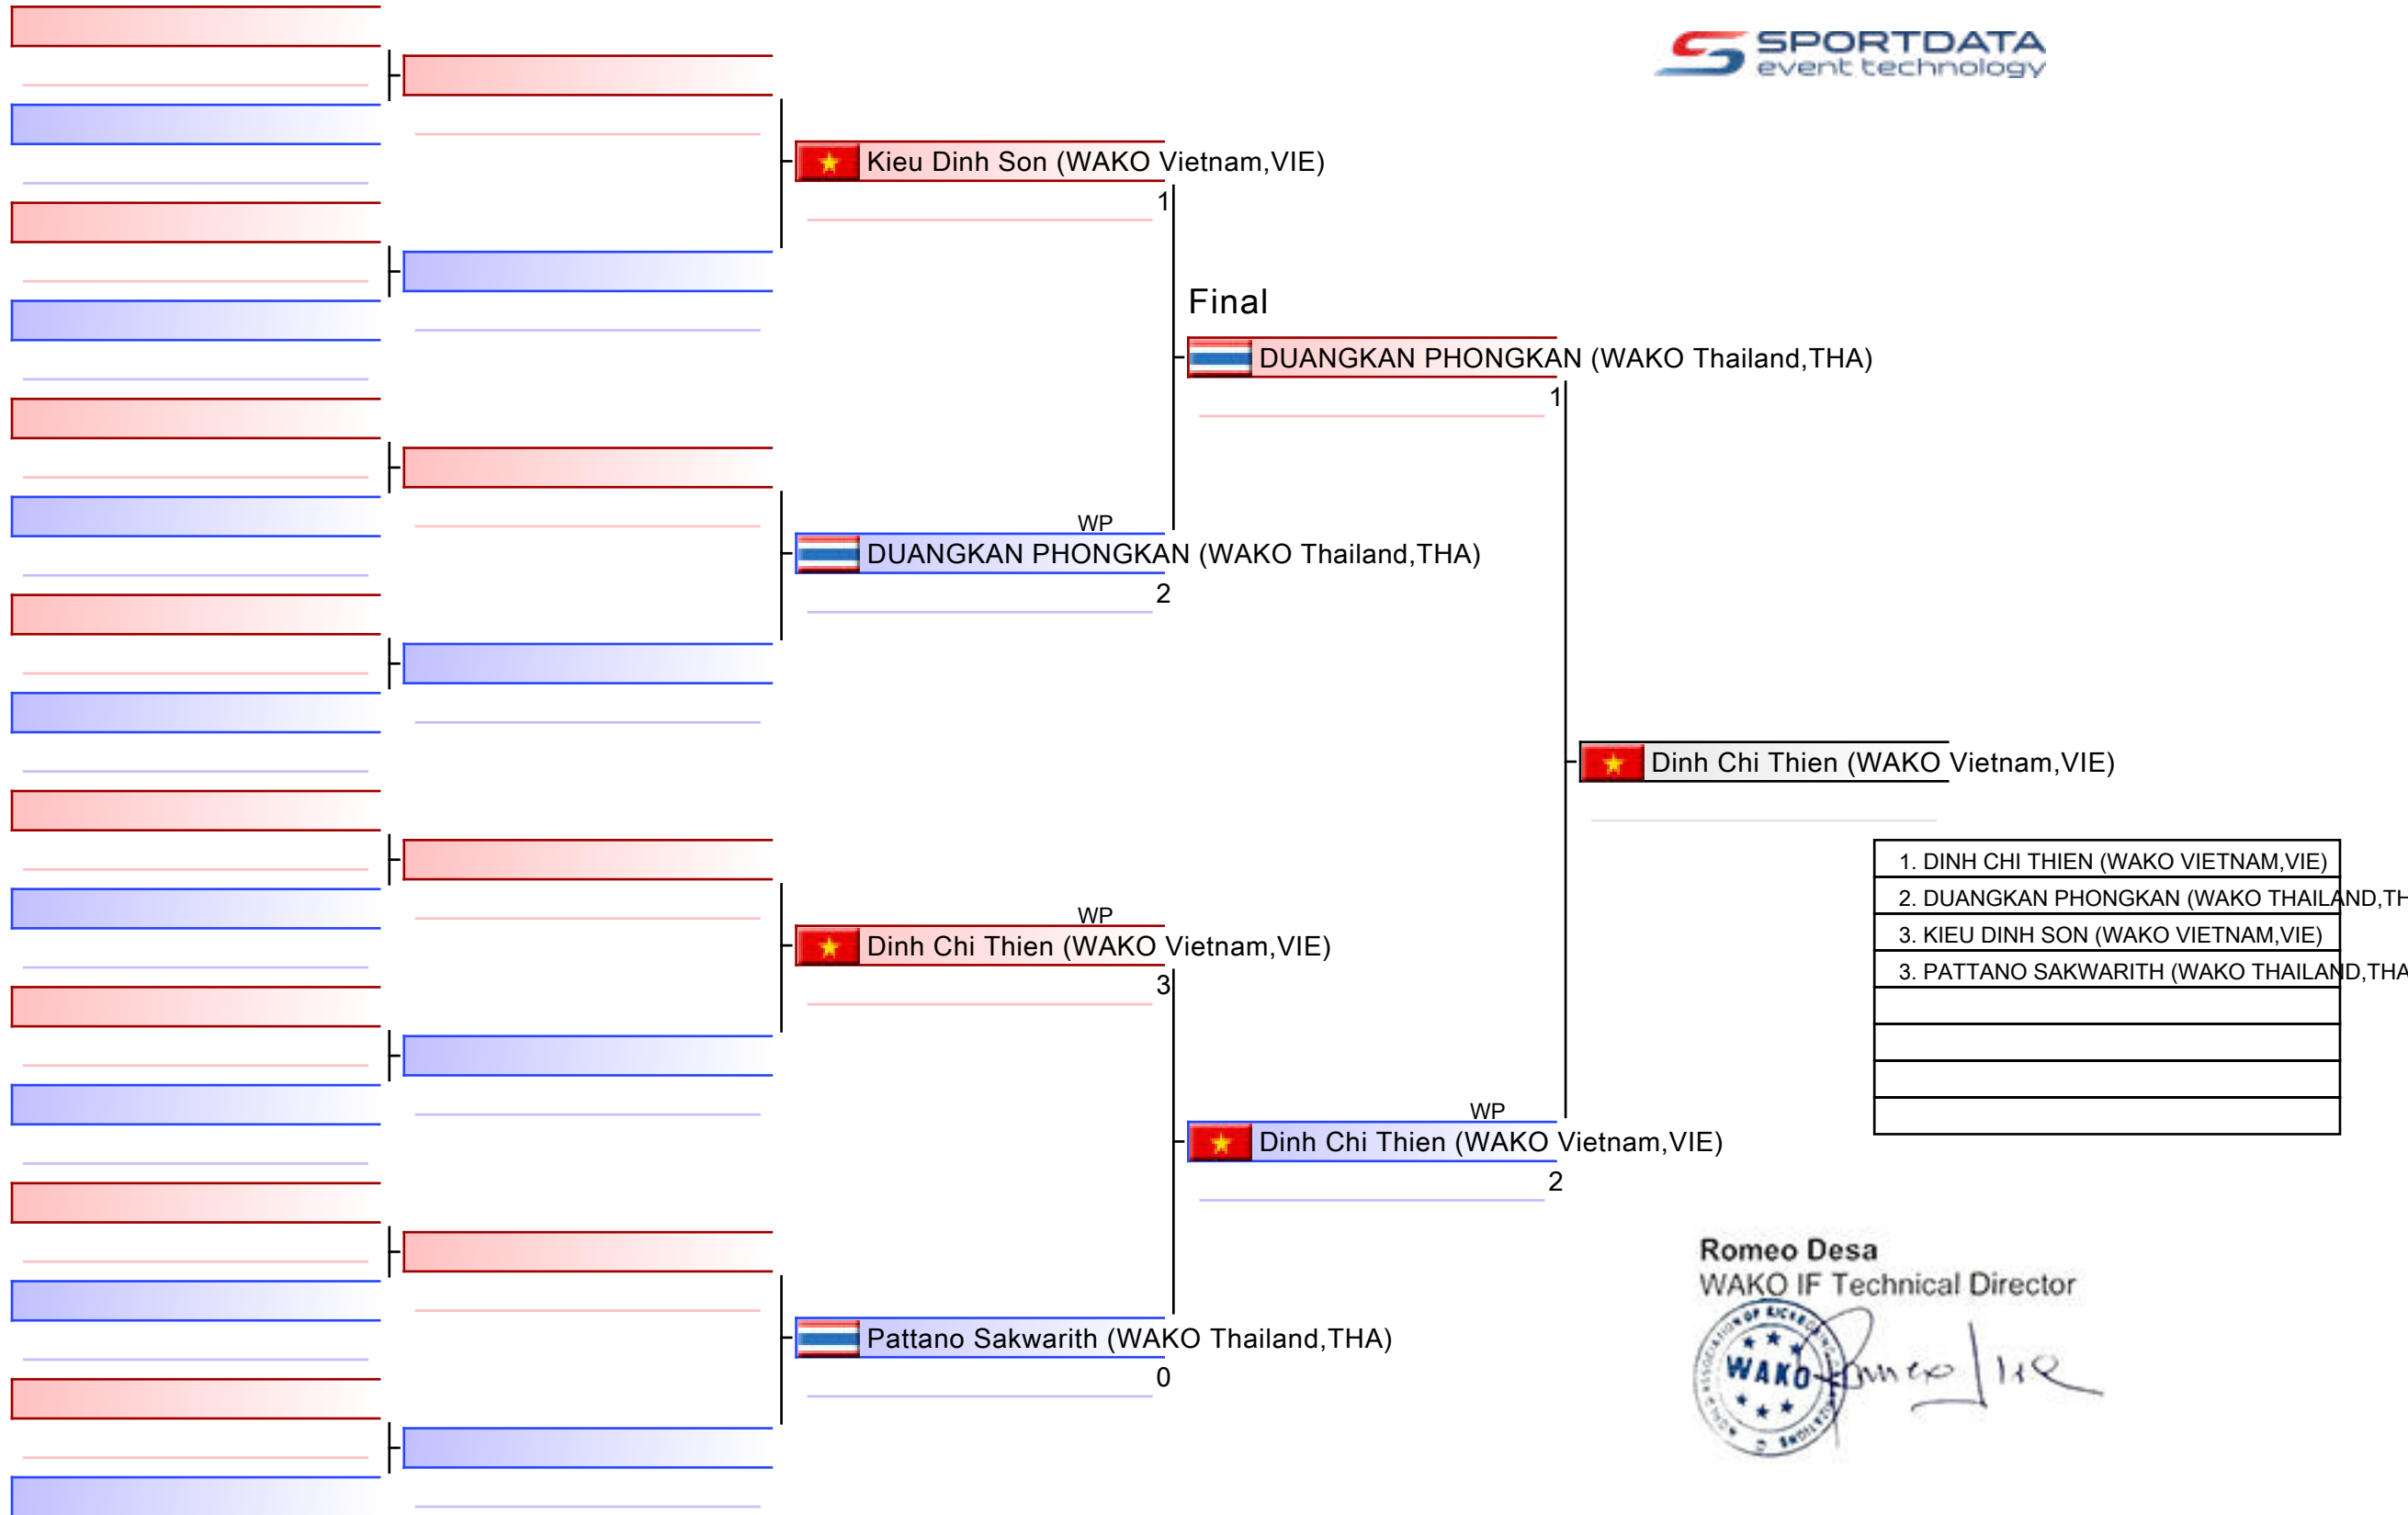 SPORTDATA
event technology
Kieu Dinh Son (WAKO Vietnam,VIE)
1
Final
DUANGKAN PHONGKAN (WAKO Thailand,THA)
1
WP
DUANGKAN PHONGKAN (WAKO Thailand,THA)
2
Dinh Chi Thien (WAKO Vietnam,VIE)
1. DINH CHI THIEN (WAKO VIETNAM,VIE)
2. DUANGKAN PHONGKAN (WAKO THAILAND,TH
3. KIEU DINH SON (WAKO VIETNAM,VIE)
3. PATTANO SAKWARITH (WAKO THAILAND,THA
WP
Dinh Chi Thien (WAKO Vietnam,VIE)
3
WP
Dinh Chi Thien (WAKO Vietnam,VIE)
2
Pattano Sakwarith (WAKO Thailand,THA)
0
Romeo Desa
WAKO IF Technical Director
WAKO